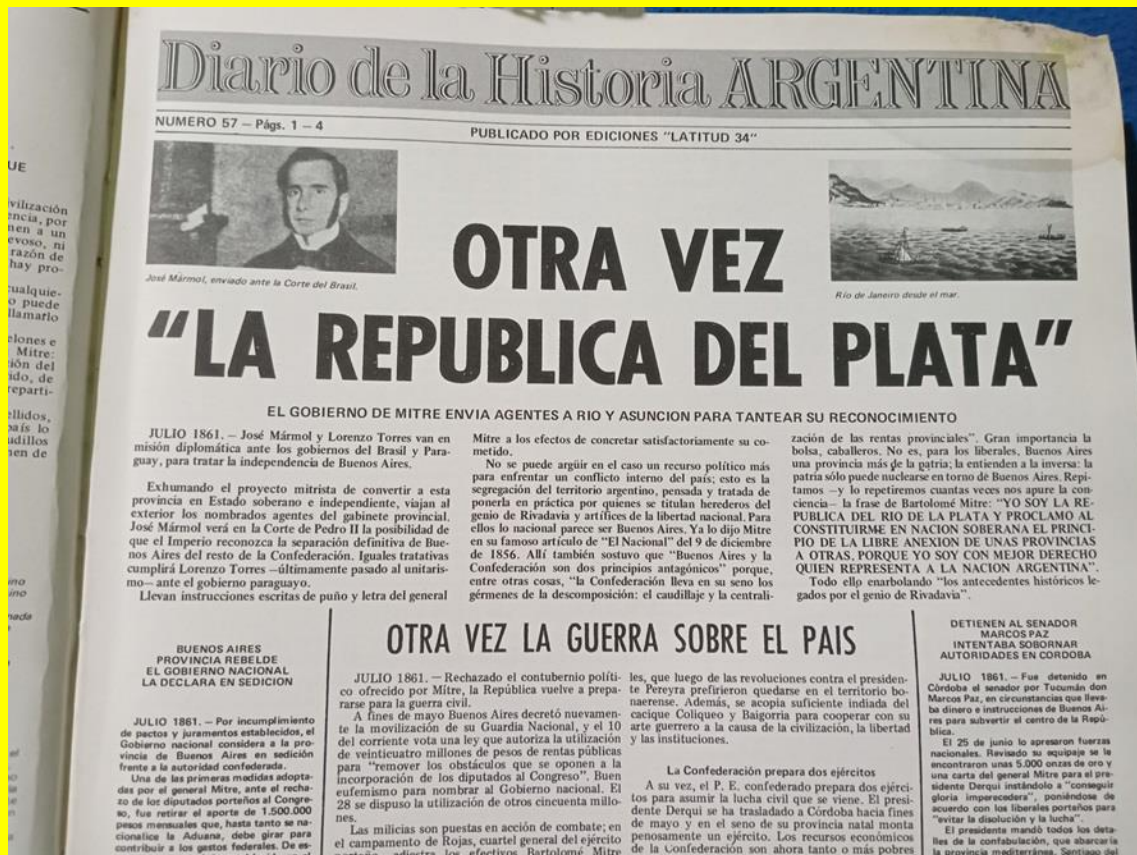 UE
vilización
encia, por
nen a un
evoso, ni
razón de
hay pro-
cualquie-
o puede
llamarlo
elones e
Mitre:
ión del
ido, de
reparti-
ellidos,
país lo
udillos
nen de
Diario de la Historia ARGENTINA
NUMERO 57 — Págs. 1 — 4
PUBLICADO POR EDICIONES "LATITUD 34"
José Mármol, enviado ante la Corte del Brasil.
Río de Janeiro desde el mar.
OTRA VEZ
"LA REPUBLICA DEL PLATA"
EL GOBIERNO DE MITRE ENVIA AGENTES A RIO Y ASUNCION PARA TANTEAR SU RECONOCIMIENTO
JULIO 1861. — José Mármol y Lorenzo Torres van en
misión diplomática ante los gobiernos del Brasil y Para-
guay, para tratar la independencia de Buenos Aires.
Exhumando el proyecto mitrista de convertir a esta
provincia en Estado soberano e independiente, viajan al
exterior los nombrados agentes del gabinete provincial.
José Mármol verá en la Corte de Pedro II la posibilidad de
que el Imperio reconozca la separación definitiva de Bue-
nos Aires del resto de la Confederación. Iguales tratativas
cumplirá Lorenzo Torres —últimamente pasado al unitaris-
mo— ante el gobierno paraguayo.
Llevan instrucciones escritas de puño y letra del general
Mitre a los efectos de concretar satisfactoriamente su co-
metido.
No se puede argüir en el caso un recurso político más
para enfrentar un conflicto interno del país; esto es la
segregación del territorio argentino, pensada y tratada de
ponerla en práctica por quienes se titulan herederos del
genio de Rivadavia y artífices de la libertad nacional. Para
ellos lo nacional parece ser Buenos Aires. Ya lo dijo Mitre
en su famoso artículo de "El Nacional" del 9 de diciembre
de 1856. Allí también sostuvo que "Buenos Aires y la
Confederación son dos principios antagónicos" porque,
entre otras cosas, "la Confederación lleva en su seno los
gérmenes de la descomposición: el caudillaje y la centrali-
zación de las rentas provinciales". Gran importancia la
bolsa, caballeros. No es, para los liberales, Buenos Aires
una provincia más de la patria; la entienden a la inversa: la
patria sólo puede nuclearse en torno de Buenos Aires. Repi-
tamos —y lo repetiremos cuantas veces nos apure la con-
ciencia— la frase de Bartolomé Mitre: "YO SOY LA RE-
PUBLICA DEL RIO DE LA PLATA Y PROCLAMO AL
CONSTITUIRME EN NACION SOBERANA EL PRINCI-
PIO DE LA LIBRE ANEXION DE UNAS PROVINCIAS
A OTRAS, PORQUE YO SOY CON MEJOR DERECHO
QUIEN REPRESENTA A LA NACION ARGENTINA".
Todo ello enarbolando "los antecedentes históricos le-
gados por el genio de Rivadavia".
BUENOS AIRES
PROVINCIA REBELDE
EL GOBIERNO NACIONAL
LA DECLARA EN SEDICION
JULIO 1861. — Por incumplimiento
de pactos y juramentos establecidos, el
Gobierno nacional considera a la pro-
vincia de Buenos Aires en sedición
frente a la autoridad confederada.
Una de las primeras medidas adopta-
das por el general Mitre, ante el recha-
zo de los diputados porteños al Congre-
so, fue retirar el aporte de 1.500.000
pesos mensuales que, hasta tanto se na-
cionalice la Aduana, debe girar para
contribuir a los gastos federales. De es-
OTRA VEZ LA GUERRA SOBRE EL PAIS
JULIO 1861. — Rechazado el contubernio políti-
co ofrecido por Mitre, la República vuelve a prepa-
rarse para la guerra civil.
A fines de mayo Buenos Aires decretó nuevamen-
te la movilización de su Guardia Nacional, y el 10
del corriente vota una ley que autoriza la utilización
de veinticuatro millones de pesos de rentas públicas
para "remover los obstáculos que se oponen a la
incorporación de los diputados al Congreso". Buen
eufemismo para nombrar al Gobierno nacional. El
28 se dispuso la utilización de otros cincuenta millo-
nes.
Las milicias son puestas en acción de combate; en
el campamento de Rojas, cuartel general del ejército
porteño, adiestra los efectivos Bartolomé Mitre
les, que luego de las revoluciones contra el presiden-
te Pereyra prefirieron quedarse en el territorio bo-
naerense. Además, se acopia suficiente indiada del
cacique Coliqueo y Baigorria para cooperar con su
arte guerrero a la causa de la civilización, la libertad
y las instituciones.
La Confederación prepara dos ejércitos
A su vez, el P. E. confederado prepara dos ejérci-
tos para asumir la lucha civil que se viene. El presi-
dente Derqui se ha trasladado a Córdoba hacia fines
de mayo y en el seno de su provincia natal monta
penosamente un ejército. Los recursos económicos
de la Confederación son ahora tanto o más pobres
DETIENEN AL SENADOR
MARCOS PAZ
INTENTABA SOBORNAR
AUTORIDADES EN CORDOBA
JULIO 1861. — Fue detenido en
Córdoba el senador por Tucumán don
Marcos Paz, en circunstancias que lleva-
ba dinero e instrucciones de Buenos Ai-
res para subvertir el centro de la Repú-
blica.
El 25 de junio lo apresaron fuerzas
nacionales. Revisado su equipaje se le
encontraron unas 5.000 onzas de oro y
una carta del general Mitre para el pre-
sidente Derqui instándolo a "conseguir
gloria imperecedera", poniéndose de
acuerdo con los liberales porteños para
"evitar la disolución y la lucha".
El presidente mandó todos los deta-
lles de la confabulación, que abarcaría
la provincia mediterránea, Santiago del